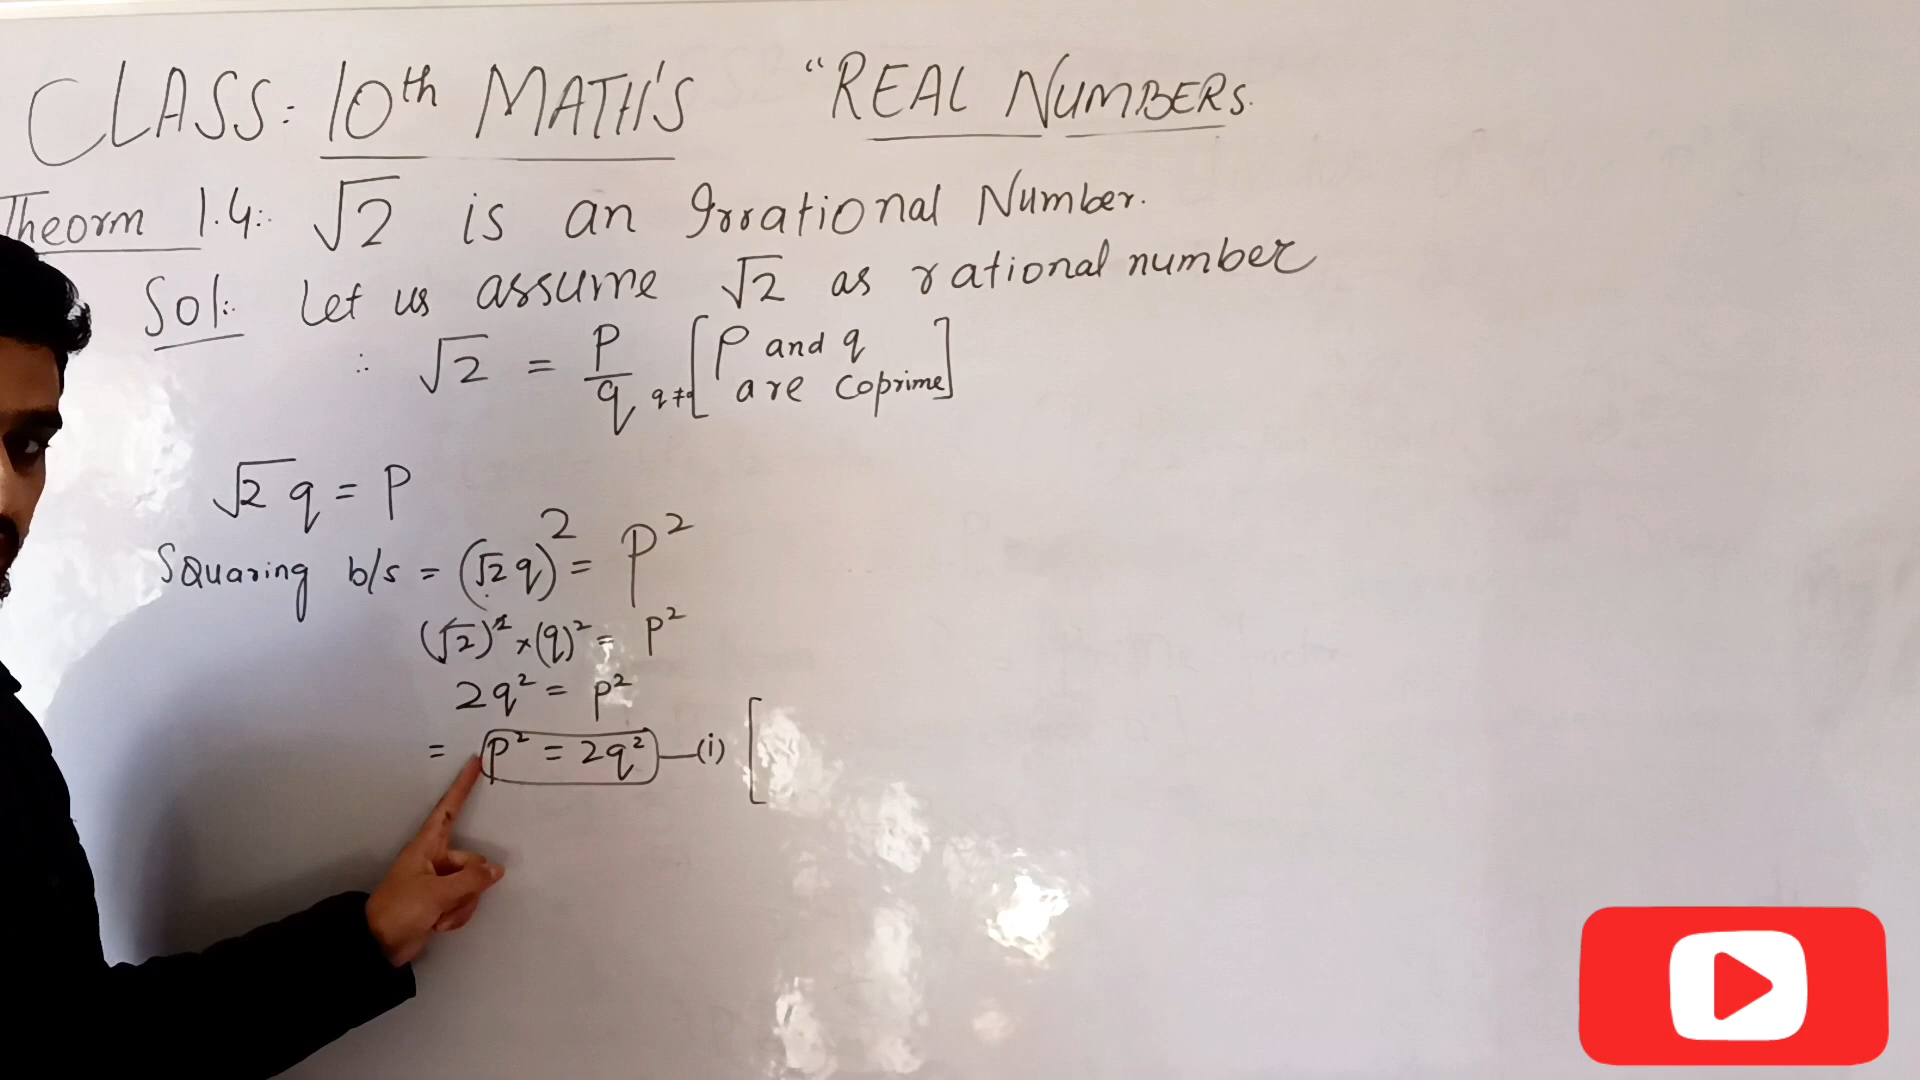 CLASS: 10th MATH'S "REAL NUMBERS.
Theorm 1.4:. √2 is an Irrational Number.
Sol:. Let us assume √2 as rational number
∴ √2 = P/q q≠0 [P and q are coprime]
√2 q = P
Squaring b/s = (√2 q)² = P²
(√2)² × (q)² = P²
2q² = P²
= P² = 2q² —(i) [